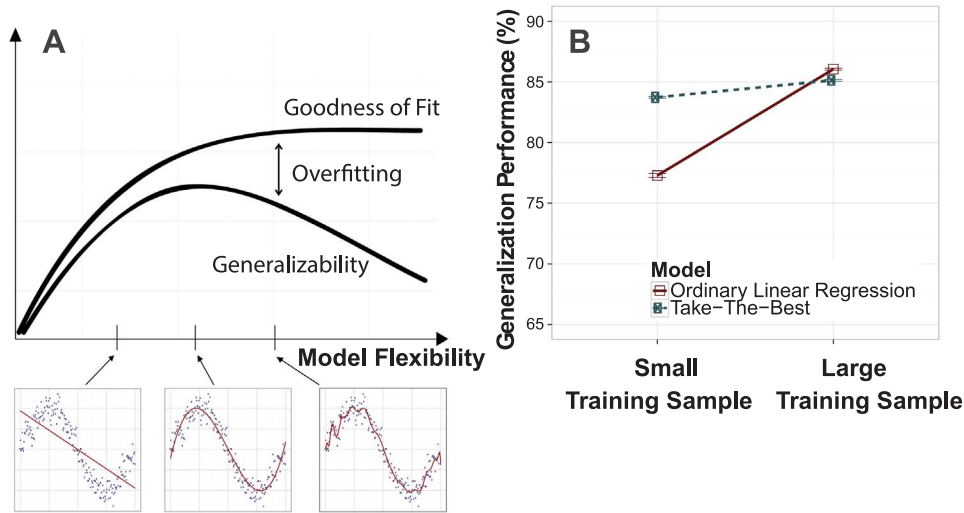 A
Goodness of Fit
Overfitting
Generalizability
Model Flexibility
B
Generalization Performance (%)
90
85
80
75
70
65
Model
Ordinary Linear Regression
Take−The−Best
Small
Training Sample
Large
Training Sample